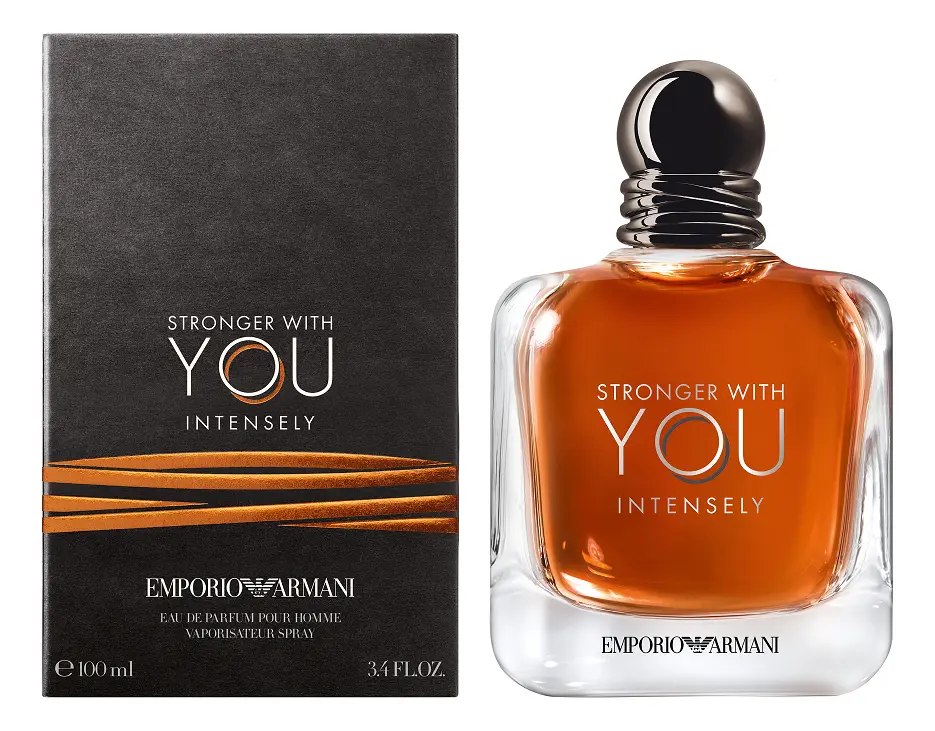 STRONGER WITH
YOU
INTENSELY
EMPORIO ARMANI
EAU DE PARFUM POUR HOMME
VAPORISATEUR SPRAY
℮ 100 ml 3.4 FL.OZ.
STRONGER WITH
YOU
INTENSELY
EMPORIO ARMANI